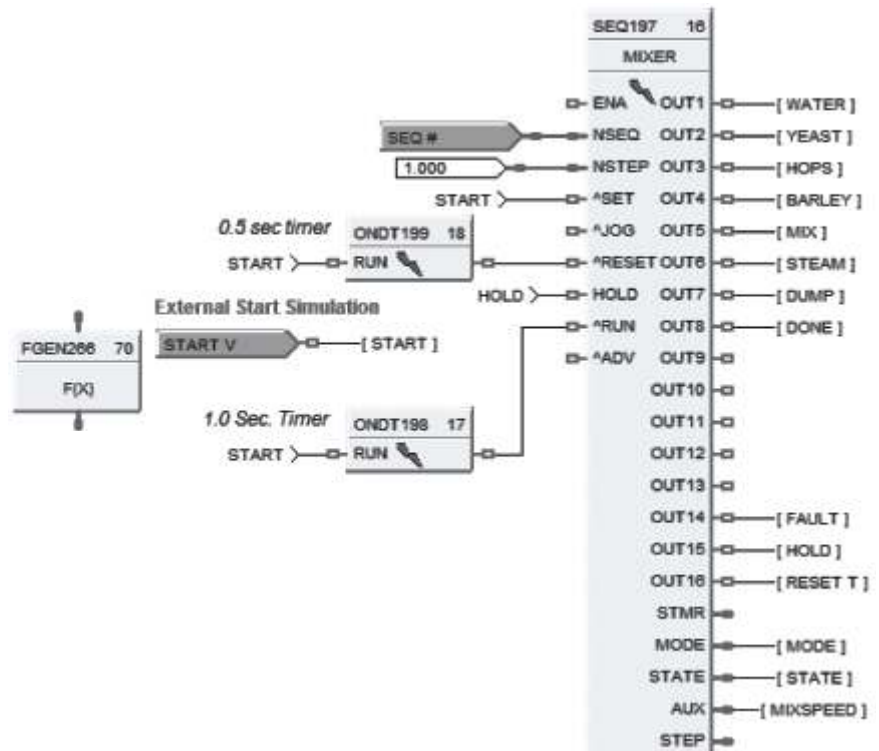 SEQ197 16
MIXER
ENA OUT1 [ WATER ]
SEQ # NSEQ OUT2 [ YEAST ]
1.000 NSTEP OUT3 [ HOPS ]
START ^SET OUT4 [ BARLEY ]
0.5 sec timer ONDT199 18 ^JOG OUT5 [ MIX ]
START RUN ^RESET OUT6 [ STEAM ]
HOLD HOLD OUT7 [ DUMP ]
External Start Simulation
^RUN OUT8 [ DONE ]
FGEN266 70 START V [ START ] ^ADV OUT9
F(X) OUT10
1.0 Sec. Timer ONDT198 17 OUT11
START RUN OUT12
OUT13
OUT14 [ FAULT ]
OUT15 [ HOLD ]
OUT16 [ RESET T ]
STMR
MODE [ MODE ]
STATE [ STATE ]
AUX [ MIXSPEED ]
STEP